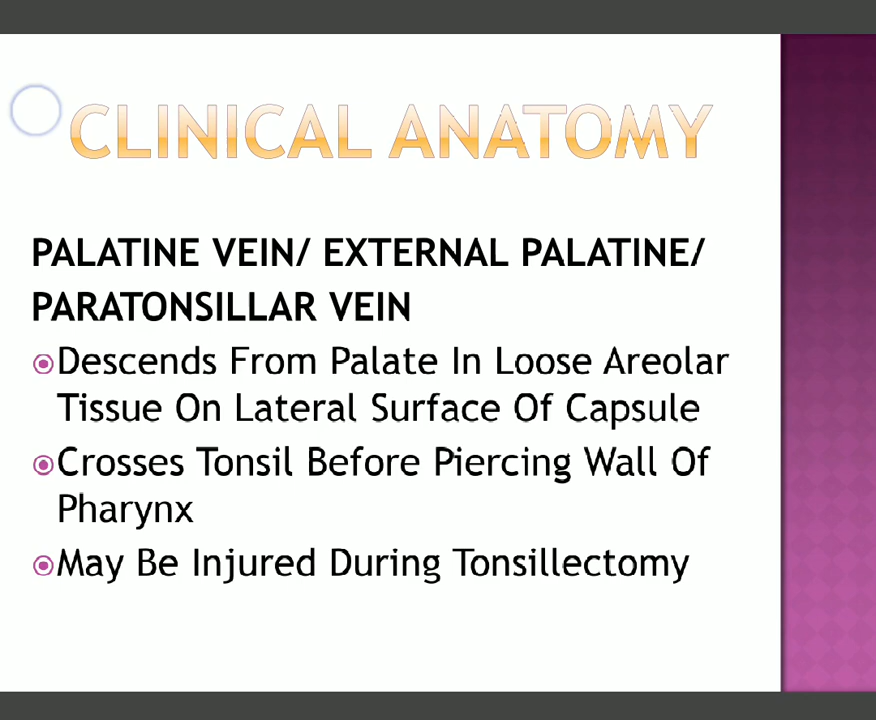 CLINICAL ANATOMY
PALATINE VEIN/ EXTERNAL PALATINE/
PARATONSILLAR VEIN
Descends From Palate In Loose Areolar
Tissue On Lateral Surface Of Capsule
Crosses Tonsil Before Piercing Wall Of
Pharynx
May Be Injured During Tonsillectomy